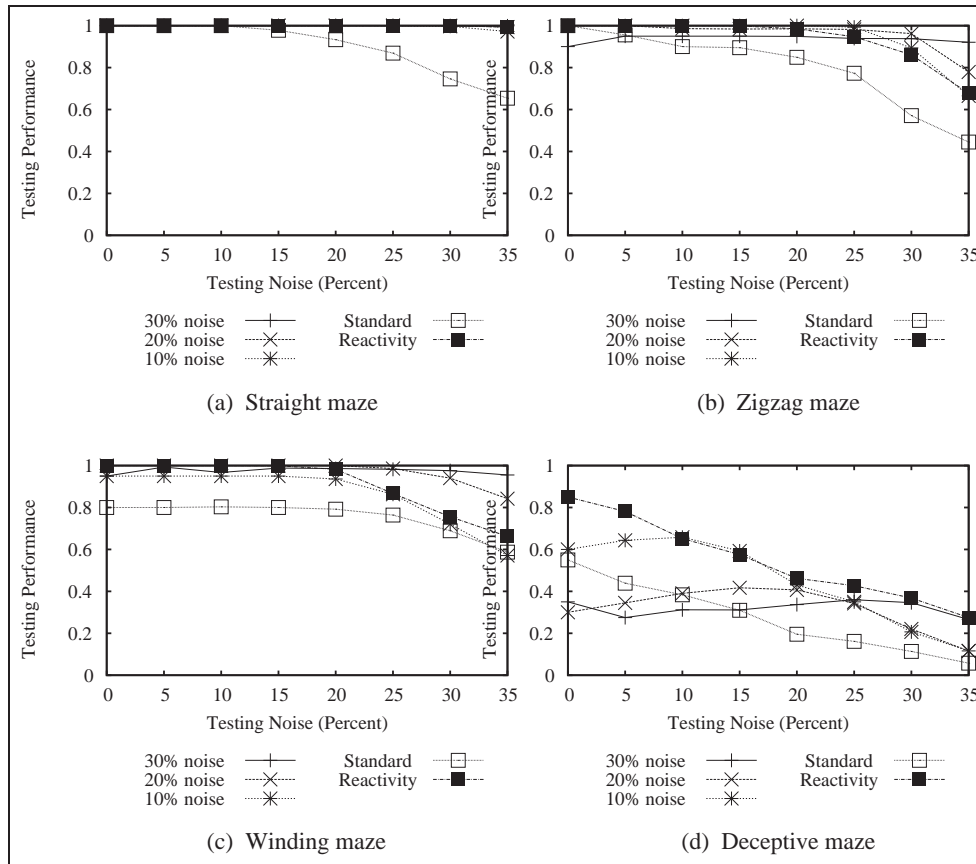 1
0.8
0.6
0.4
0.2
0
Testing Performance
0 5 10 15 20 25 30 35
Testing Noise (Percent)
30% noise
20% noise
10% noise
Standard
Reactivity
(a) Straight maze
1
0.8
0.6
0.4
0.2
0
Testing Performance
0 5 10 15 20 25 30 35
Testing Noise (Percent)
30% noise
20% noise
10% noise
Standard
Reactivity
(b) Zigzag maze
1
0.8
0.6
0.4
0.2
0
Testing Performance
0 5 10 15 20 25 30 35
Testing Noise (Percent)
30% noise
20% noise
10% noise
Standard
Reactivity
(c) Winding maze
1
0.8
0.6
0.4
0.2
0
Testing Performance
0 5 10 15 20 25 30 35
Testing Noise (Percent)
30% noise
20% noise
10% noise
Standard
Reactivity
(d) Deceptive maze